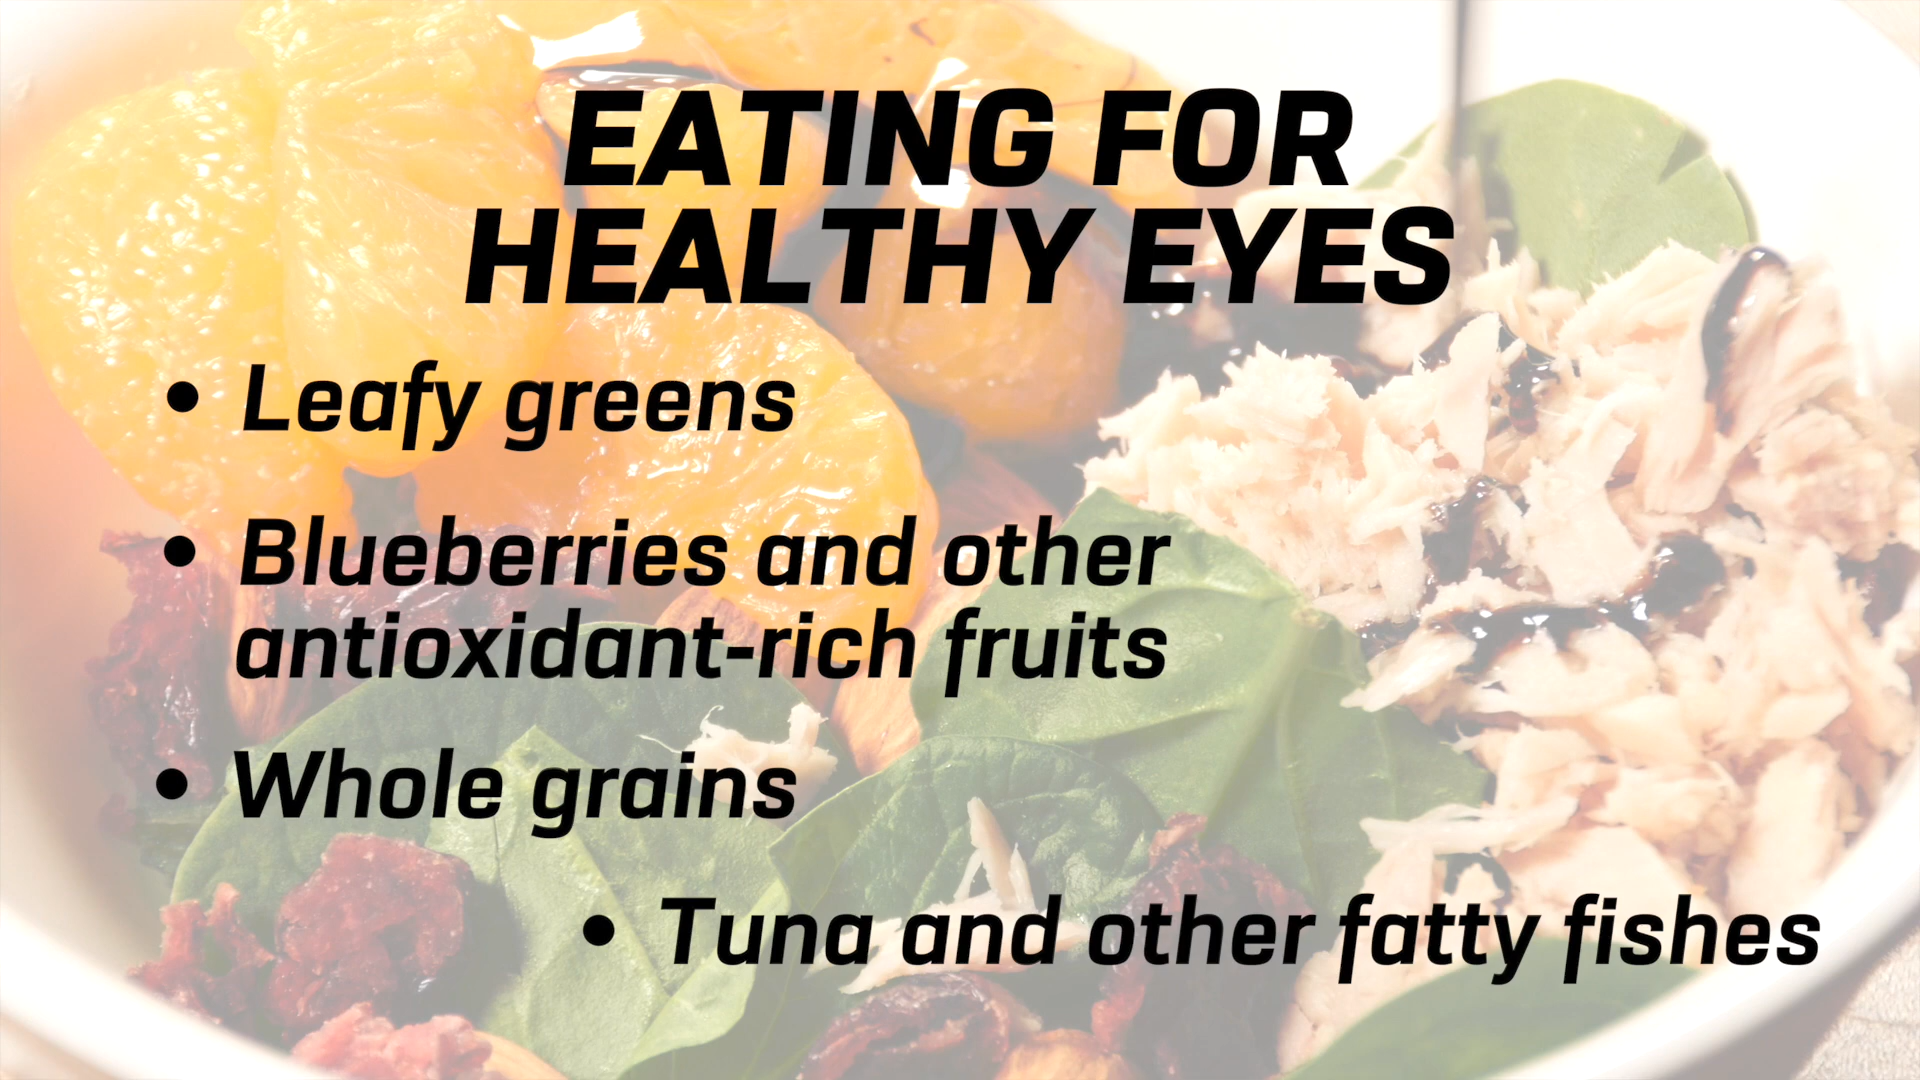 EATING FOR
HEALTHY EYES
• Leafy greens
• Blueberries and other
antioxidant-rich fruits
• Whole grains
• Tuna and other fatty fishes